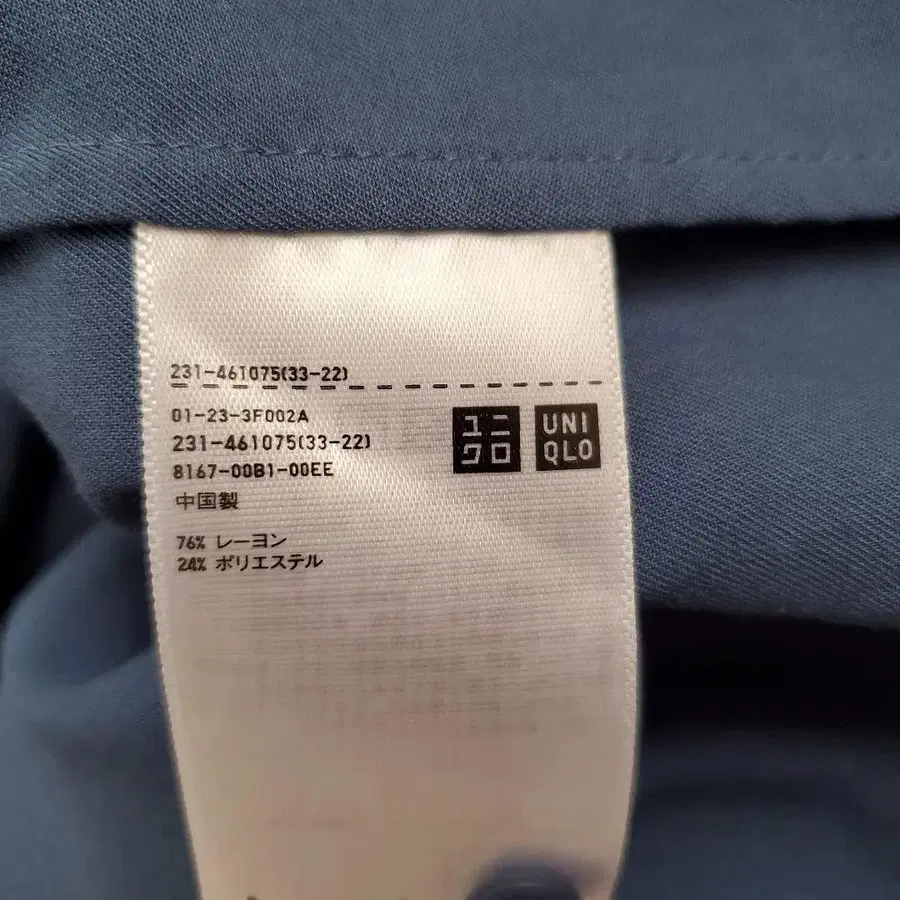 231-461075(33-22)
01-23-3F002A
231-461075(33-22)
8167-00B1-00EE
中国製
76% レーヨン
24% ポリエステル
ユニ
クロ
UNI
QLO